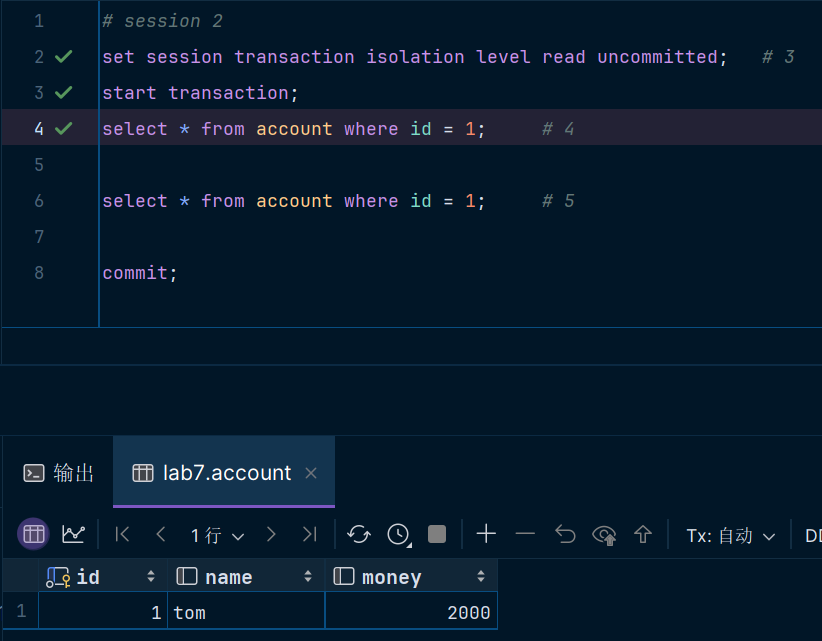 1 # session 2
2 set session transaction isolation level read uncommitted; # 3
3 start transaction;
4 select * from account where id = 1; # 4
5
6 select * from account where id = 1; # 5
7
8 commit;
输出 lab7.account
1 行 Tx: 自动
id name money
1 1 tom 2000